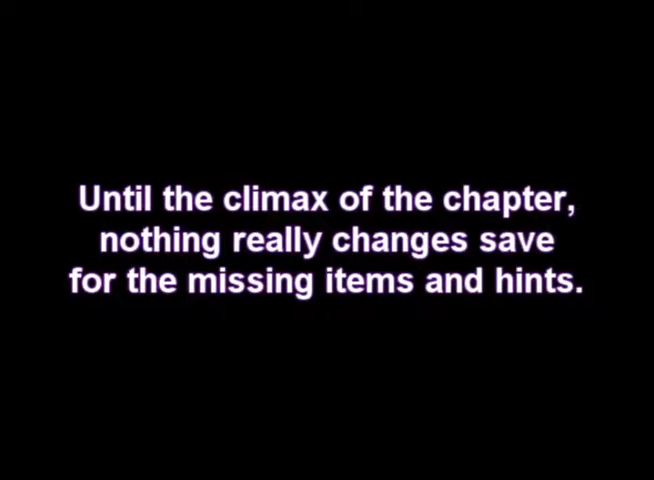 Until the climax of the chapter,
nothing really changes save
for the missing items and hints.